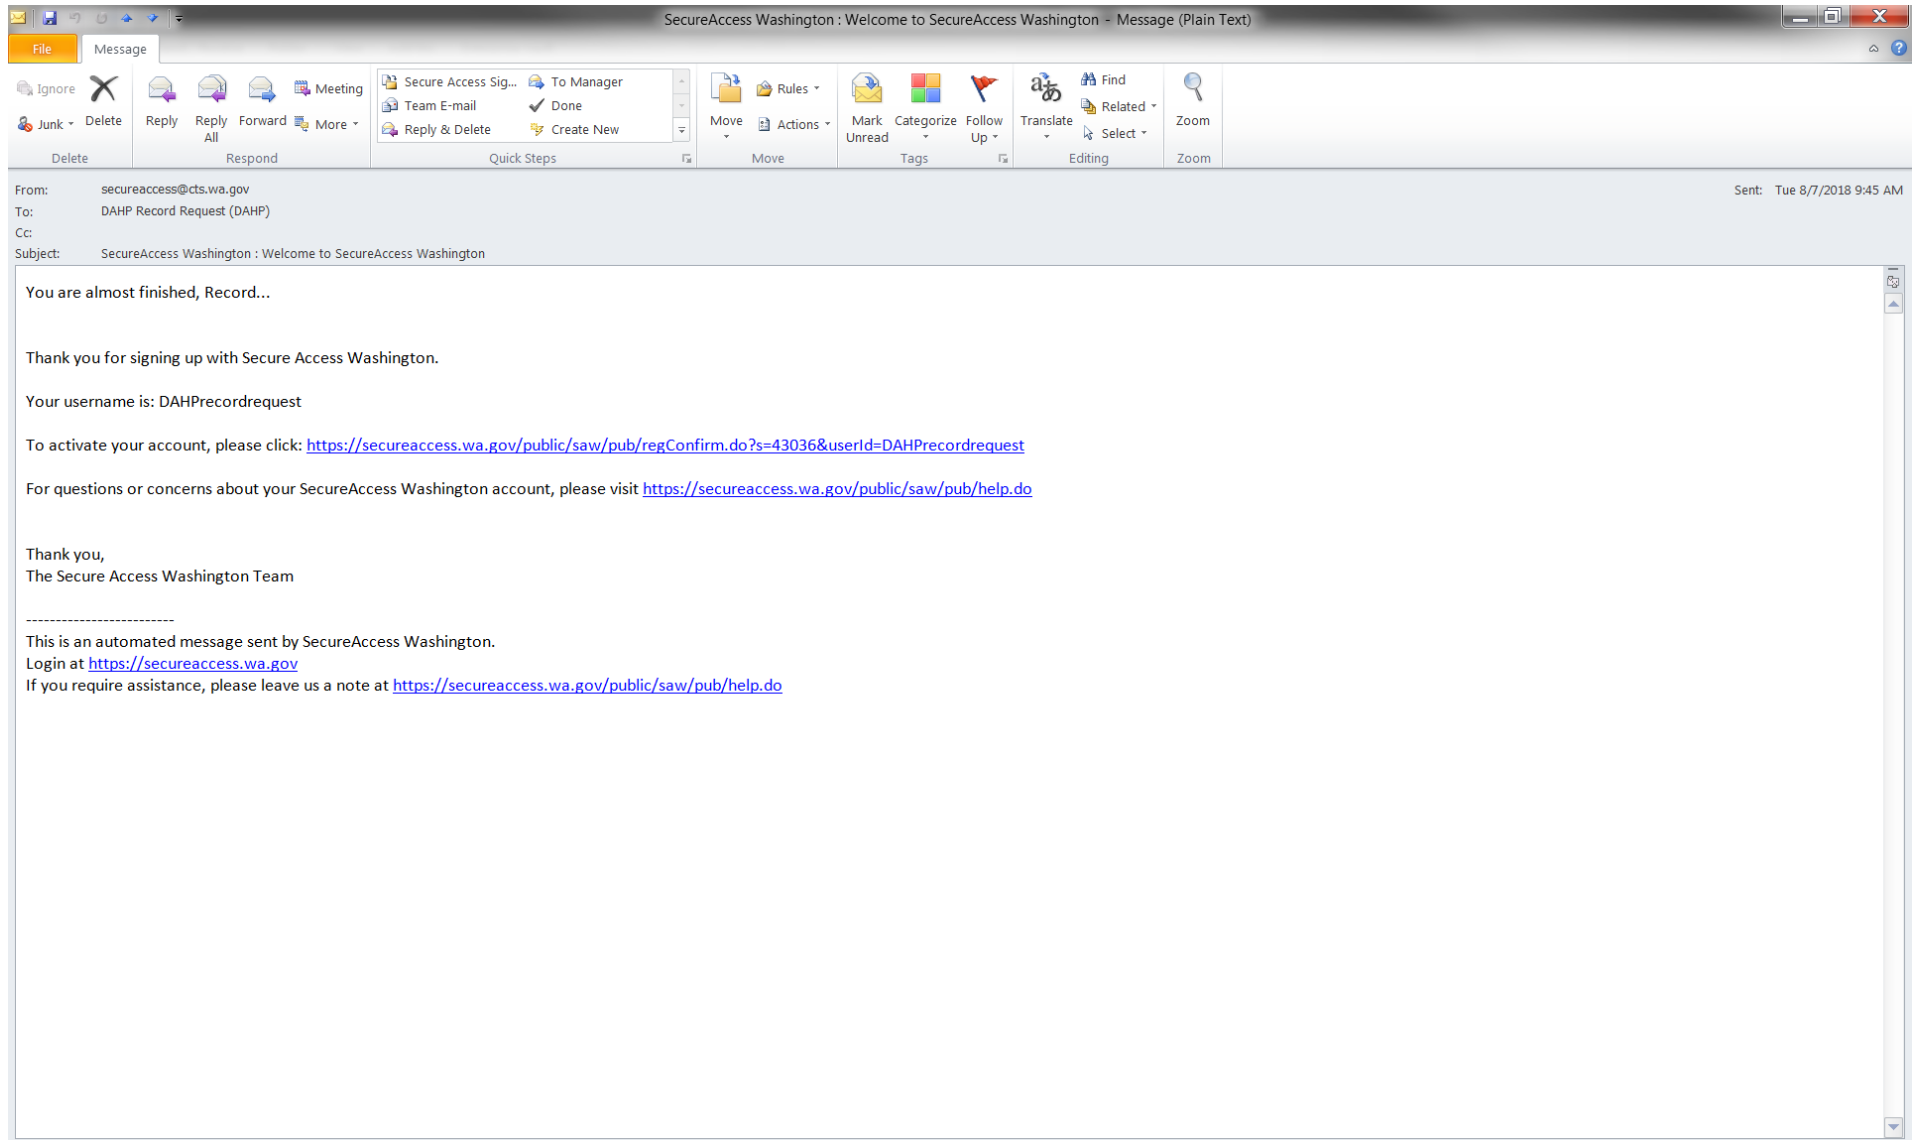 SecureAccess Washington : Welcome to SecureAccess Washington - Message (Plain Text)
File Message
Ignore
Junk
Delete
Delete
Reply
Reply All
Forward
Meeting
More
Respond
Secure Access Sig... To Manager
Team E-mail Done
Reply & Delete Create New
Quick Steps
Move
Rules
Actions
Move
Mark Unread
Categorize
Follow Up
Tags
Translate
Find
Related
Select
Editing
Zoom
Zoom
From: secureaccess@cts.wa.gov Sent: Tue 8/7/2018 9:45 AM
To: DAHP Record Request (DAHP)
Cc:
Subject: SecureAccess Washington : Welcome to SecureAccess Washington
You are almost finished, Record...
Thank you for signing up with Secure Access Washington.
Your username is: DAHPrecordrequest
To activate your account, please click: https://secureaccess.wa.gov/public/saw/pub/regConfirm.do?s=43036&userId=DAHPrecordrequest
For questions or concerns about your SecureAccess Washington account, please visit https://secureaccess.wa.gov/public/saw/pub/help.do
Thank you,
The Secure Access Washington Team
-------------------------
This is an automated message sent by SecureAccess Washington.
Login at https://secureaccess.wa.gov
If you require assistance, please leave us a note at https://secureaccess.wa.gov/public/saw/pub/help.do